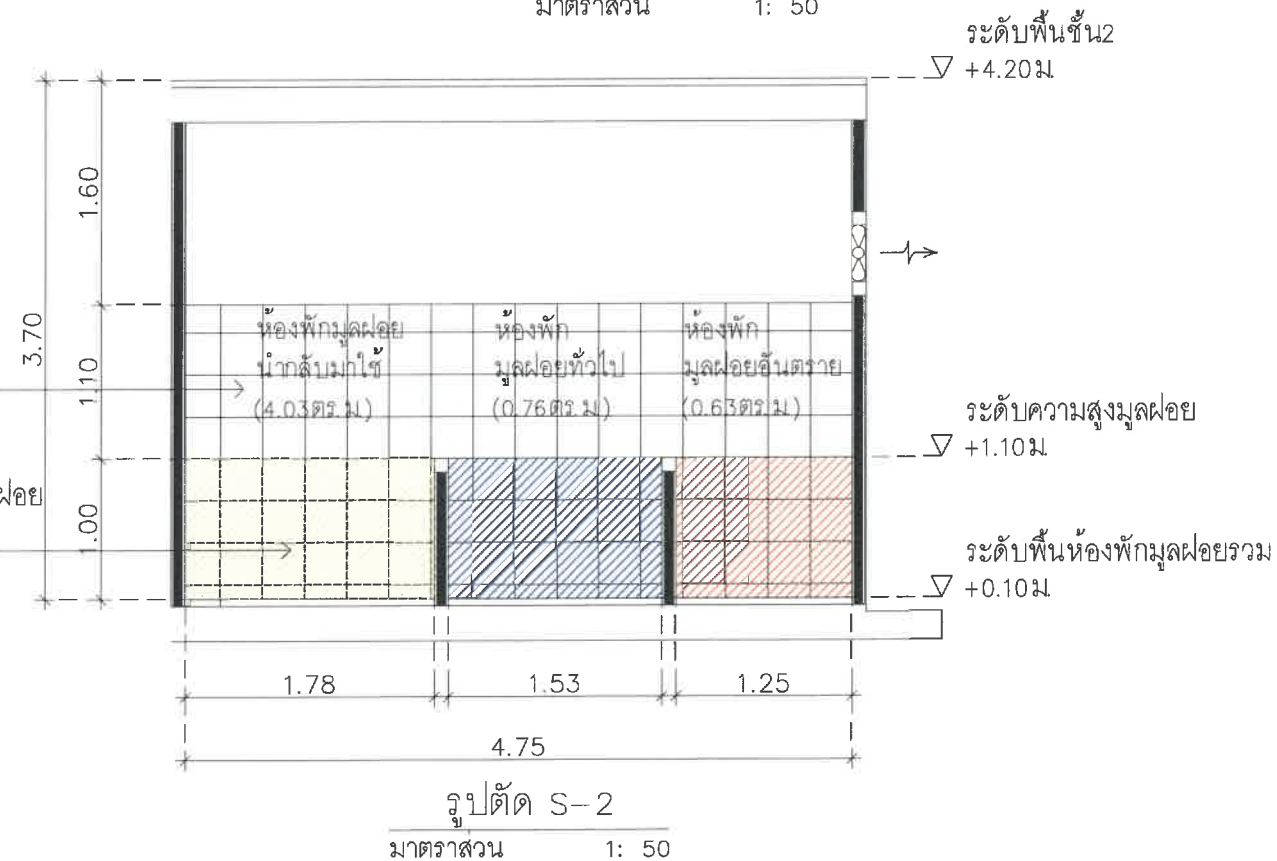 มาตราส่วน 1: 50
ระดับพื้นชั้น2
+4.20ม.
1.60
3.70
ห้องพักมูลฝอย
นำกลับมาใช้
(4.03ตร.ม.)
ห้องพัก
มูลฝอยทั่วไป
(0.76ตร.ม.)
ห้องพัก
มูลฝอยอันตราย
(0.63ตร.ม.)
1.10
ระดับความสูงมูลฝอย
+1.10ม.
ฝอย
1.00
ระดับพื้นห้องพักมูลฝอยรวม
+0.10ม.
1.78
1.53
1.25
4.75
รูปตัด S-2
มาตราส่วน 1: 50